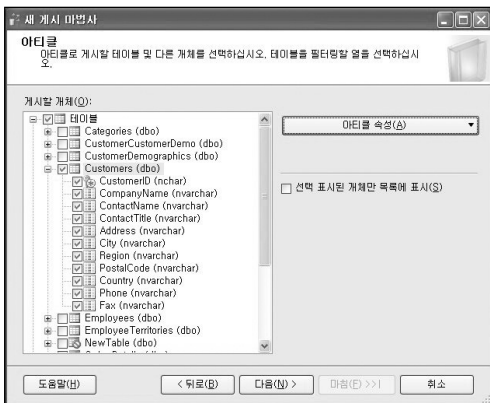 새 게시 마법사
아티클
아티클로 게시할 테이블 및 다른 개체를 선택하십시오. 테이블을 필터링할 열을 선택하십시
오.
게시할 개체(O):
테이블
Categories (dbo)
CustomerCustomerDemo (dbo)
CustomerDemographics (dbo)
Customers (dbo)
CustomerID (nchar)
CompanyName (nvarchar)
ContactName (nvarchar)
ContactTitle (nvarchar)
Address (nvarchar)
City (nvarchar)
Region (nvarchar)
PostalCode (nvarchar)
Country (nvarchar)
Phone (nvarchar)
Fax (nvarchar)
Employees (dbo)
EmployeeTerritories (dbo)
NewTable (dbo)
아티클 속성(A)
선택 표시된 개체만 목록에 표시(S)
도움말(H)
< 뒤로(B)
다음(N) >
마침(F) >>|
취소